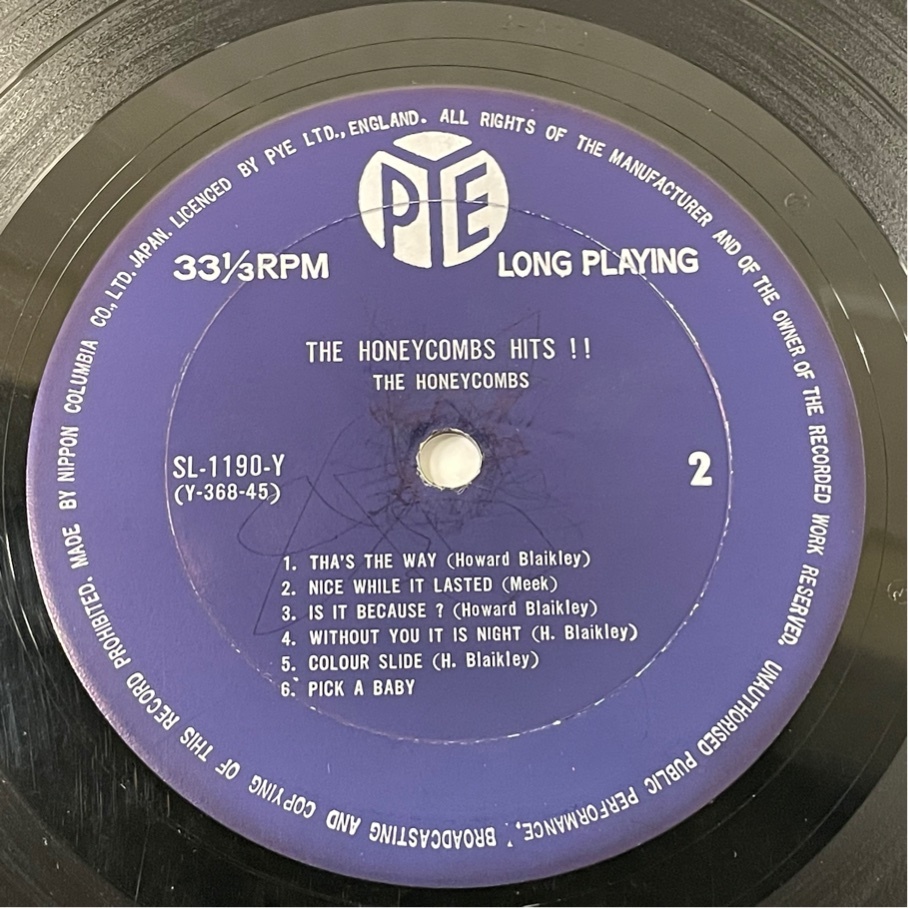 MADE BY NIPPON COLUMBIA CO., LTD. JAPAN. LICENCED BY PYE LTD., ENGLAND. ALL RIGHTS OF THE MANUFACTURER AND OF THE OWNER OF THE RECORDED WORK RESERVED. UNAUTHORISED PUBLIC PERFORMANCE, BROADCASTING AND COPYING OF THIS RECORD PROHIBITED.
PYE
33⅓RPM LONG PLAYING
THE HONEYCOMBS HITS !!
THE HONEYCOMBS
SL-1190-Y
(Y-368-45)
2
1. THA'S THE WAY (Howard Blaikley)
2. NICE WHILE IT LASTED (Meek)
3. IS IT BECAUSE ? (Howard Blaikley)
4. WITHOUT YOU IT IS NIGHT (H. Blaikley)
5. COLOUR SLIDE (H. Blaikley)
6. PICK A BABY